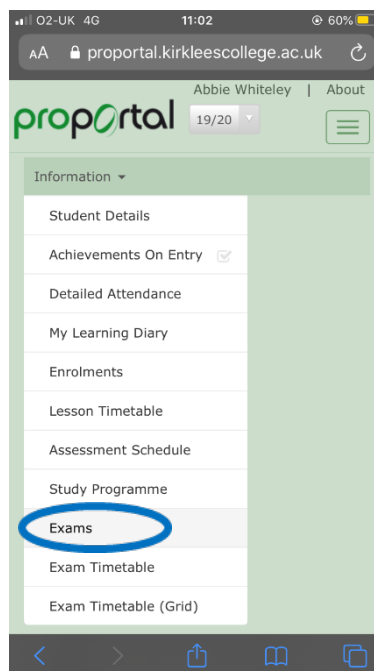 O2-UK 4G 11:02 60%
AA proportal.kirkleescollege.ac.uk
Abbie Whiteley | About
proportal 19/20
Information
Student Details
Achievements On Entry
Detailed Attendance
My Learning Diary
Enrolments
Lesson Timetable
Assessment Schedule
Study Programme
Exams
Exam Timetable
Exam Timetable (Grid)